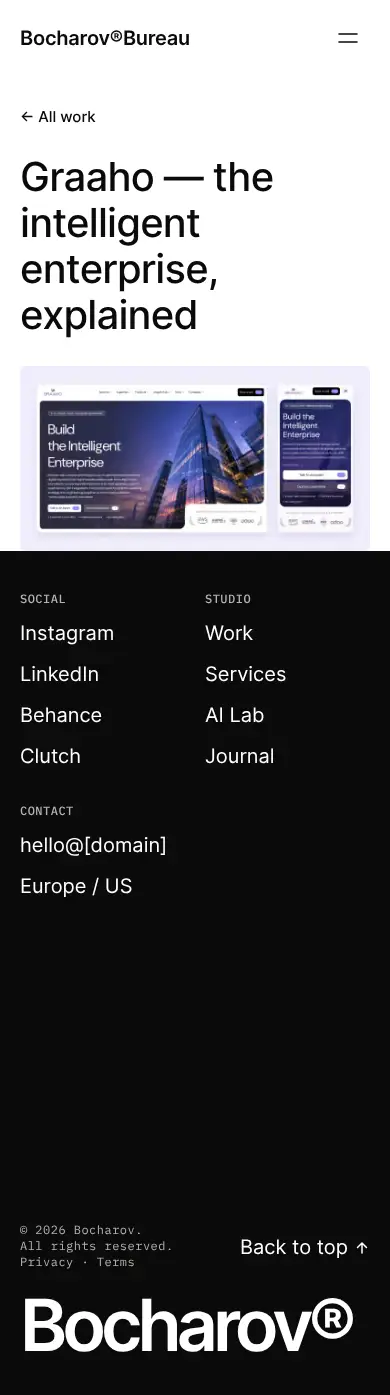 Bocharov®Bureau
← All work
Graaho — the
intelligent
enterprise,
explained
Build
the Intelligent
Enterprise
Build
the Intelligent
Enterprise
SOCIAL
Instagram
LinkedIn
Behance
Clutch
STUDIO
Work
Services
AI Lab
Journal
CONTACT
hello@[domain]
Europe / US
© 2026 Bocharov.
All rights reserved.
Privacy · Terms
Back to top ↑
Bocharov®